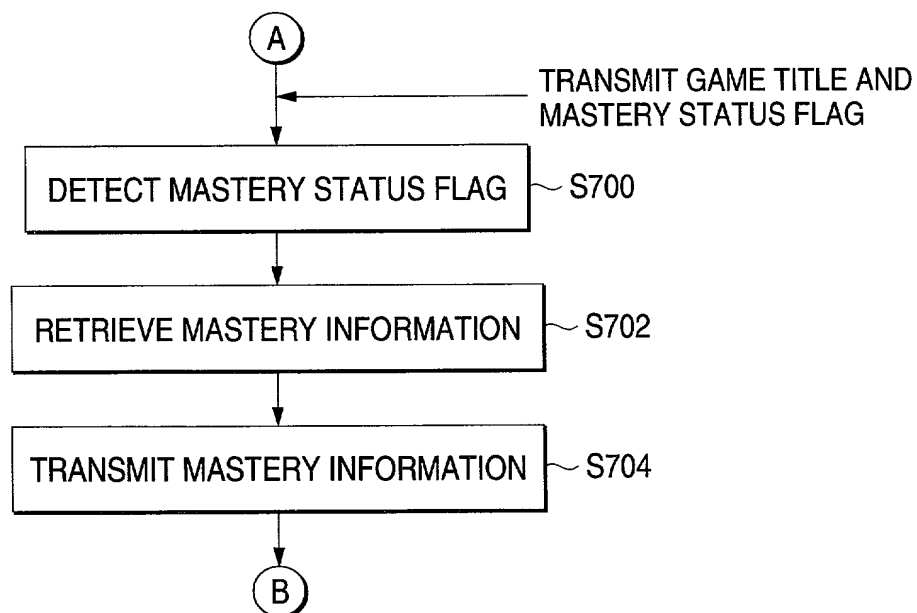 A
TRANSMIT GAME TITLE AND
MASTERY STATUS FLAG
DETECT MASTERY STATUS FLAG
S700
RETRIEVE MASTERY INFORMATION
S702
TRANSMIT MASTERY INFORMATION
S704
B